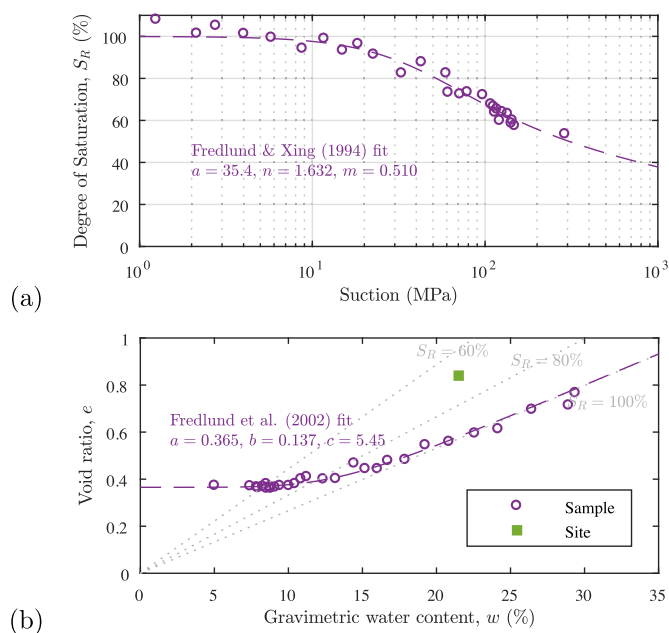 120
100
80
60
40
20
0
Degree of Saturation, S_R (%)
Fredlund & Xing (1994) fit
a = 35.4, n = 1.632, m = 0.510
10^0
10^1
10^2
10^3
Suction (MPa)
(a)
1
0.8
0.6
0.4
0.2
0
Void ratio, e
S_R = 60%
S_R = 80%
S_R = 100%
Fredlund et al. (2002) fit
a = 0.365, b = 0.137, c = 5.45
Sample
Site
0 5 10 15 20 25 30 35
Gravimetric water content, w (%)
(b)